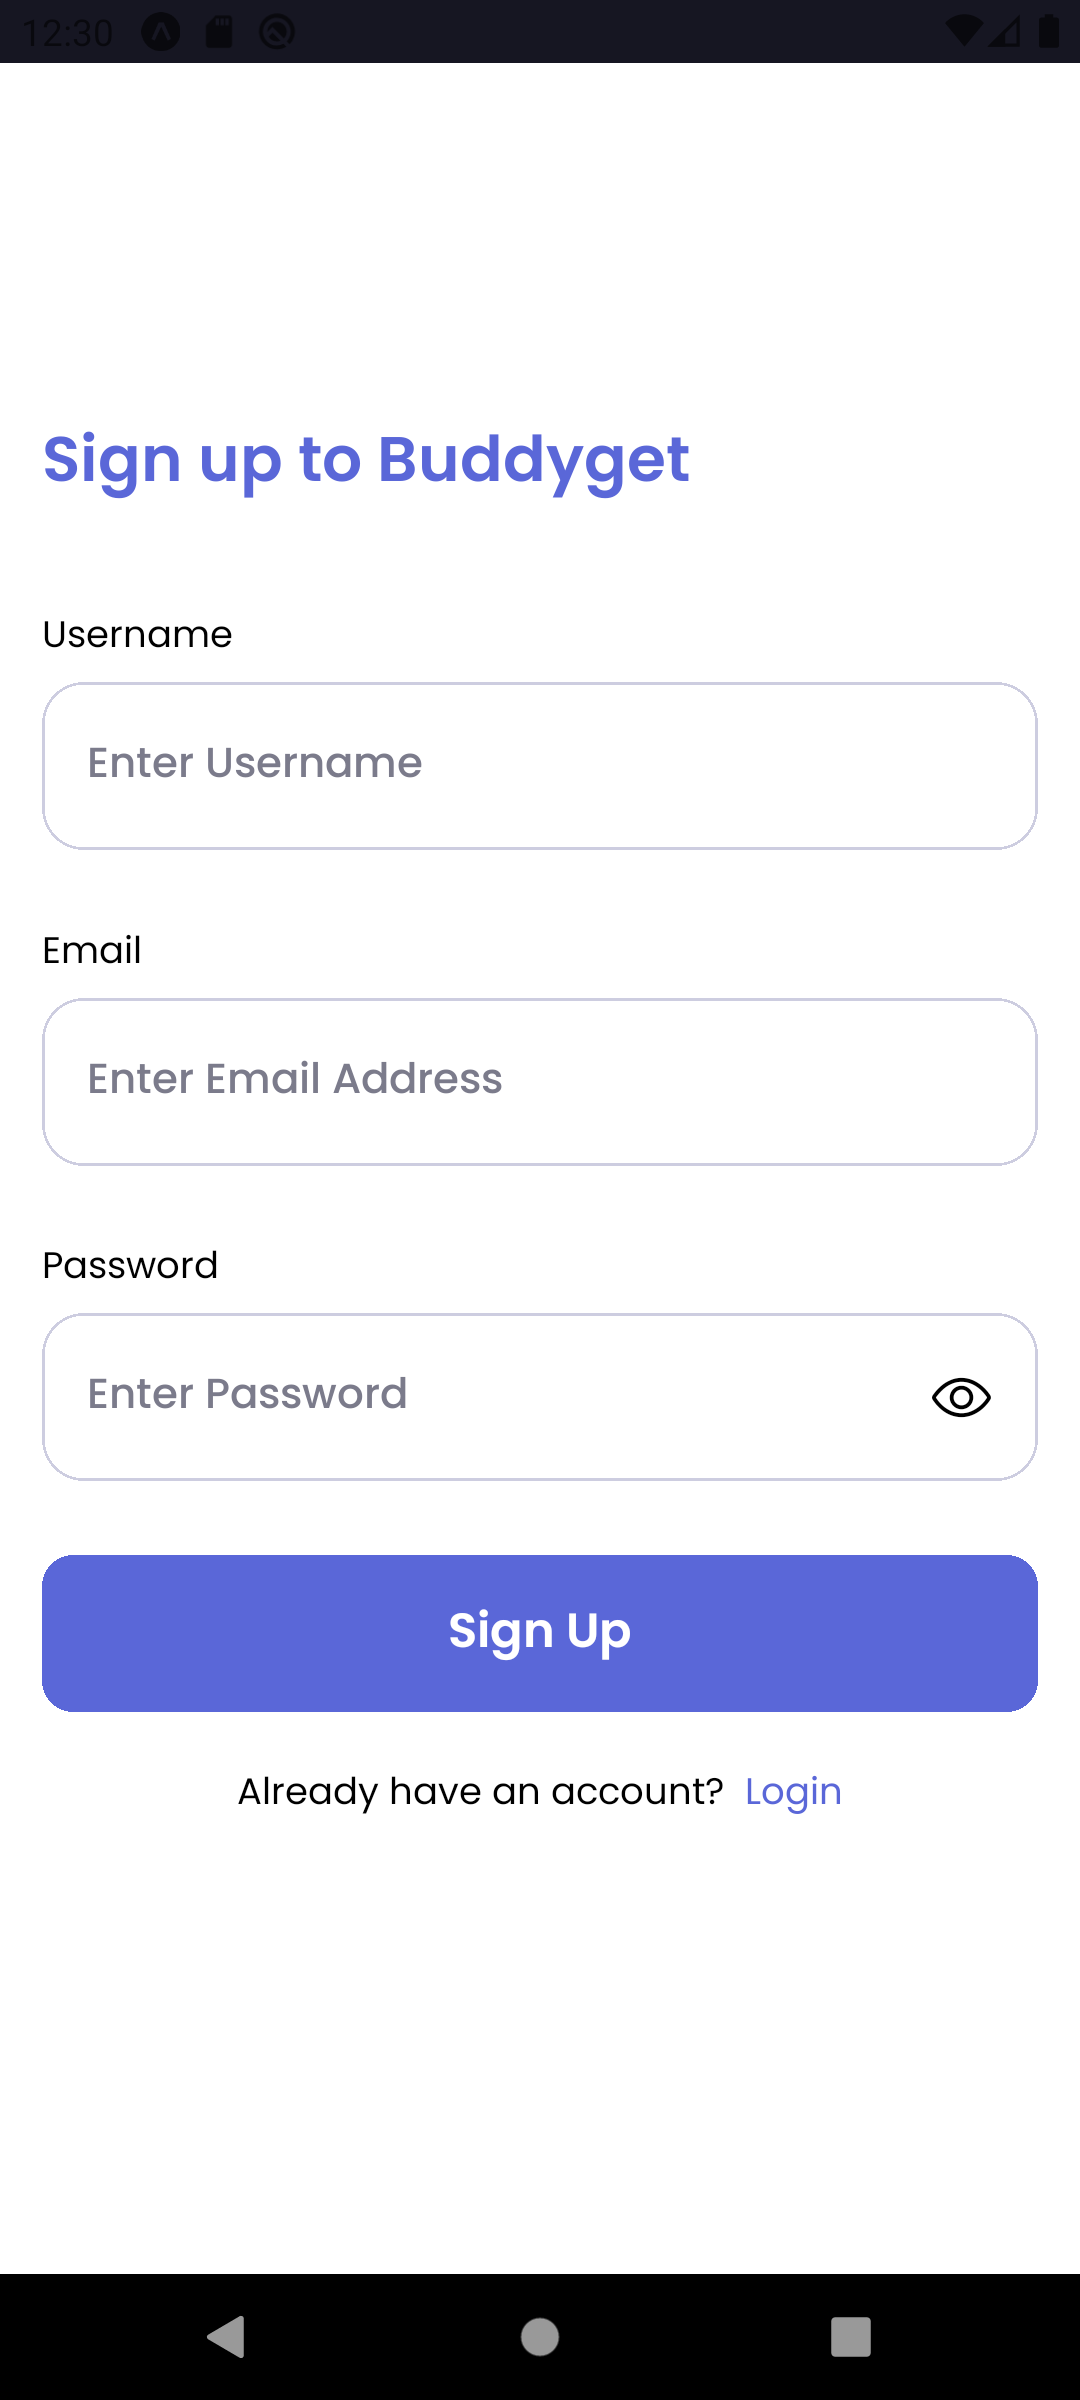 12:30
Sign up to Buddyget
Username
Enter Username
Email
Enter Email Address
Password
Enter Password
Sign Up
Already have an account? Login